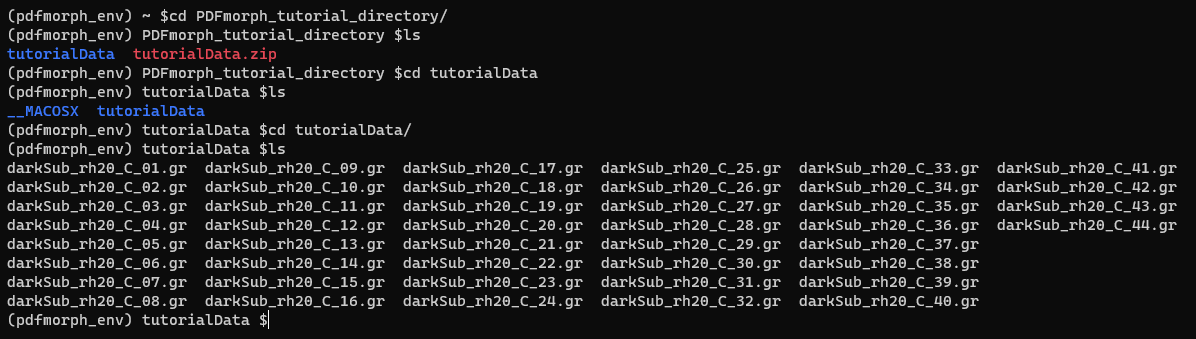 (pdfmorph_env) ~ $cd PDFmorph_tutorial_directory/
(pdfmorph_env) PDFmorph_tutorial_directory $ls
tutorialData  tutorialData.zip
(pdfmorph_env) PDFmorph_tutorial_directory $cd tutorialData
(pdfmorph_env) tutorialData $ls
__MACOSX  tutorialData
(pdfmorph_env) tutorialData $cd tutorialData/
(pdfmorph_env) tutorialData $ls
darkSub_rh20_C_01.gr  darkSub_rh20_C_09.gr  darkSub_rh20_C_17.gr  darkSub_rh20_C_25.gr  darkSub_rh20_C_33.gr  darkSub_rh20_C_41.gr
darkSub_rh20_C_02.gr  darkSub_rh20_C_10.gr  darkSub_rh20_C_18.gr  darkSub_rh20_C_26.gr  darkSub_rh20_C_34.gr  darkSub_rh20_C_42.gr
darkSub_rh20_C_03.gr  darkSub_rh20_C_11.gr  darkSub_rh20_C_19.gr  darkSub_rh20_C_27.gr  darkSub_rh20_C_35.gr  darkSub_rh20_C_43.gr
darkSub_rh20_C_04.gr  darkSub_rh20_C_12.gr  darkSub_rh20_C_20.gr  darkSub_rh20_C_28.gr  darkSub_rh20_C_36.gr  darkSub_rh20_C_44.gr
darkSub_rh20_C_05.gr  darkSub_rh20_C_13.gr  darkSub_rh20_C_21.gr  darkSub_rh20_C_29.gr  darkSub_rh20_C_37.gr
darkSub_rh20_C_06.gr  darkSub_rh20_C_14.gr  darkSub_rh20_C_22.gr  darkSub_rh20_C_30.gr  darkSub_rh20_C_38.gr
darkSub_rh20_C_07.gr  darkSub_rh20_C_15.gr  darkSub_rh20_C_23.gr  darkSub_rh20_C_31.gr  darkSub_rh20_C_39.gr
darkSub_rh20_C_08.gr  darkSub_rh20_C_16.gr  darkSub_rh20_C_24.gr  darkSub_rh20_C_32.gr  darkSub_rh20_C_40.gr
(pdfmorph_env) tutorialData $